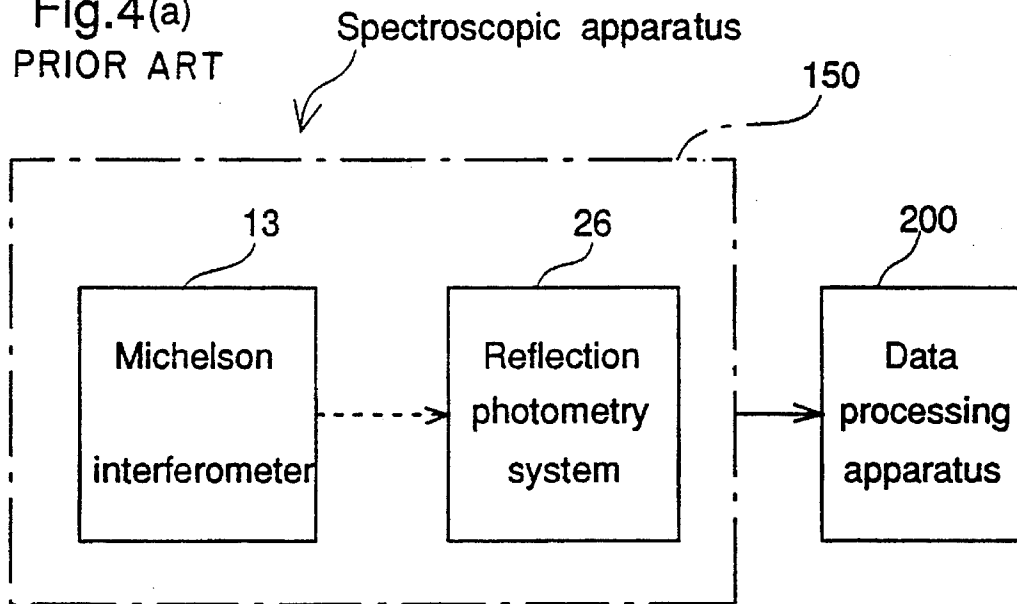 Fig.4(a)
PRIOR ART
Spectroscopic apparatus
150
13
26
200
Michelson
interferometer
Reflection
photometry
system
Data
processing
apparatus